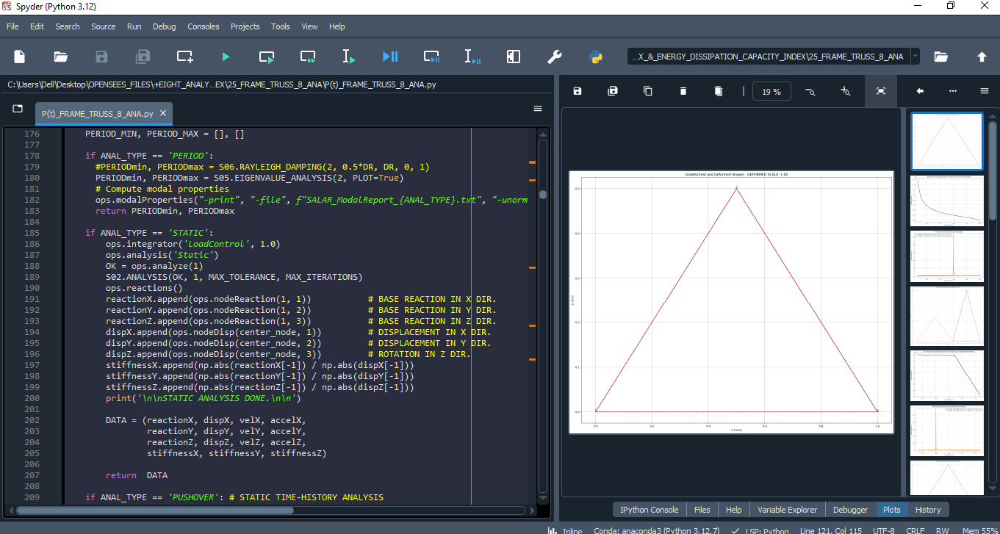 Spyder (Python 3.12)
File Edit Search Source Run Debug Consoles Projects Tools View Help
...X_&_ENERGY_DISSIPATION_CAPACITY_INDEX\25_FRAME_TRUSS_8_ANA
C:\Users\Dell\Desktop\OPENSEES_FILES\+EIGHT_ANALY...EX\25_FRAME_TRUSS_8_ANA\P(t)_FRAME_TRUSS_8_ANA.py
P(t)_FRAME_TRUSS_8_ANA.py
176 PERIOD_MIN, PERIOD_MAX = [], []
177
178 if ANAL_TYPE == 'PERIOD':
179 #PERIODmin, PERIODmax = S06.RAYLEIGH_DAMPING(2, 0.5*DR, DR, 0, 1)
180 PERIODmin, PERIODmax = S05.EIGENVALUE_ANALYSIS(2, PLOT=True)
181 # Compute modal properties
182 ops.modalProperties("-print", "-file", f"SALAR_ModalReport_{ANAL_TYPE}.txt", "-unorm
183 return PERIODmin, PERIODmax
184
185 if ANAL_TYPE == 'STATIC':
186 ops.integrator('LoadControl', 1.0)
187 ops.analysis('Static')
188 OK = ops.analyze(1)
189 S02.ANALYSIS(OK, 1, MAX_TOLERANCE, MAX_ITERATIONS)
190 ops.reactions()
191 reactionX.append(ops.nodeReaction(1, 1)) # BASE REACTION IN X DIR.
192 reactionY.append(ops.nodeReaction(1, 2)) # BASE REACTION IN Y DIR.
193 reactionZ.append(ops.nodeReaction(1, 3)) # BASE REACTION IN Z DIR.
194 dispX.append(ops.nodeDisp(center_node, 1)) # DISPLACEMENT IN X DIR.
195 dispY.append(ops.nodeDisp(center_node, 2)) # DISPLACEMENT IN Y DIR.
196 dispZ.append(ops.nodeDisp(center_node, 3)) # ROTATION IN Z DIR.
197 stiffnessX.append(np.abs(reactionX[-1]) / np.abs(dispX[-1]))
198 stiffnessY.append(np.abs(reactionY[-1]) / np.abs(dispY[-1]))
199 stiffnessZ.append(np.abs(reactionZ[-1]) / np.abs(dispZ[-1]))
200 print('\n\nSTATIC ANALYSIS DONE.\n\n')
201
202 DATA = (reactionX, dispX, velX, accelX,
203 reactionY, dispY, velY, accelY,
204 reactionZ, dispZ, velZ, accelZ,
205 stiffnessX, stiffnessY, stiffnessZ)
206
207 return DATA
208
209 if ANAL_TYPE == 'PUSHOVER': # STATIC TIME-HISTORY ANALYSIS
19 %
Undeformed and Deformed Shapes - DEFORMED SCALE: 1.00
0.5
0.4
0.3
0.2
0.1
0.0
0.0 0.2 0.4 0.6 0.8 1.0
X [mm]
IPython Console Files Help Variable Explorer Debugger Plots History
Inline Conda: anaconda3 (Python 3.12.7) LSP: Python Line 121, Col 115 UTF-8 CRLF RW Mem 55%